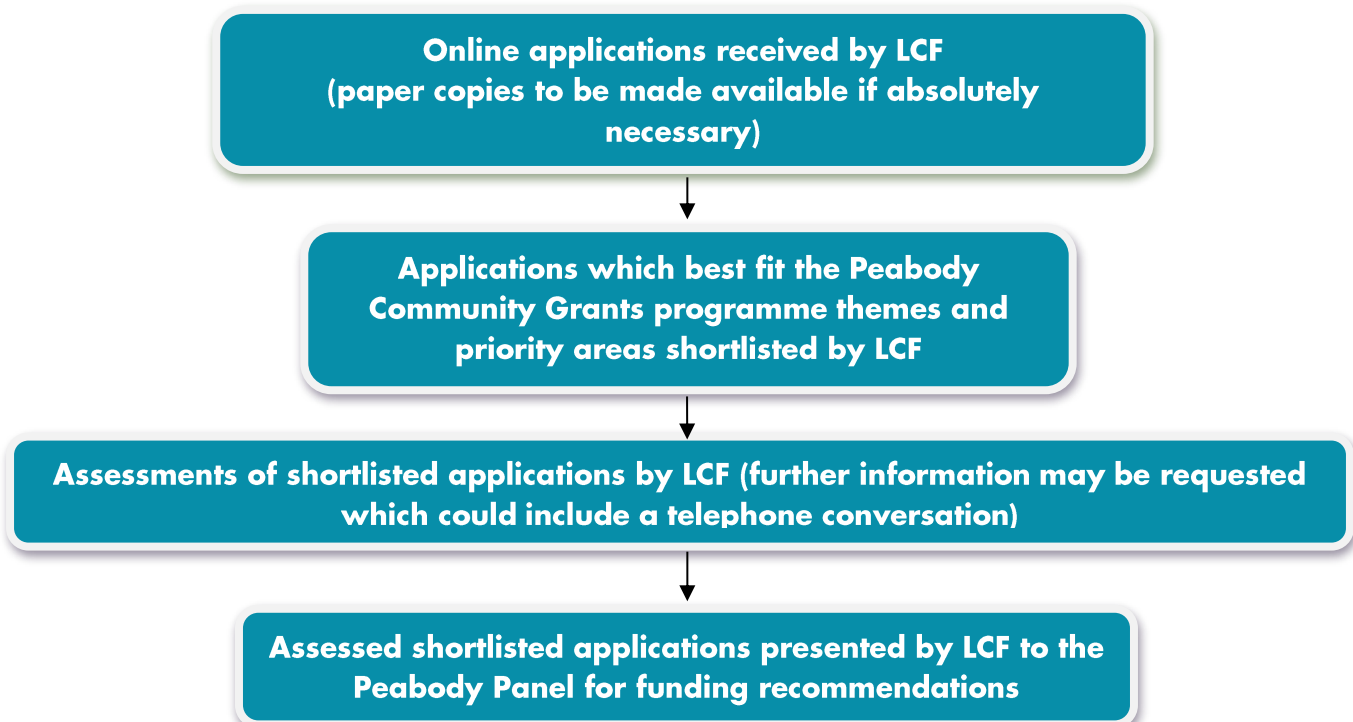 Online applications received by LCF
(paper copies to be made available if absolutely
necessary)
Applications which best fit the Peabody
Community Grants programme themes and
priority areas shortlisted by LCF
Assessments of shortlisted applications by LCF (further information may be requested
which could include a telephone conversation)
Assessed shortlisted applications presented by LCF to the
Peabody Panel for funding recommendations